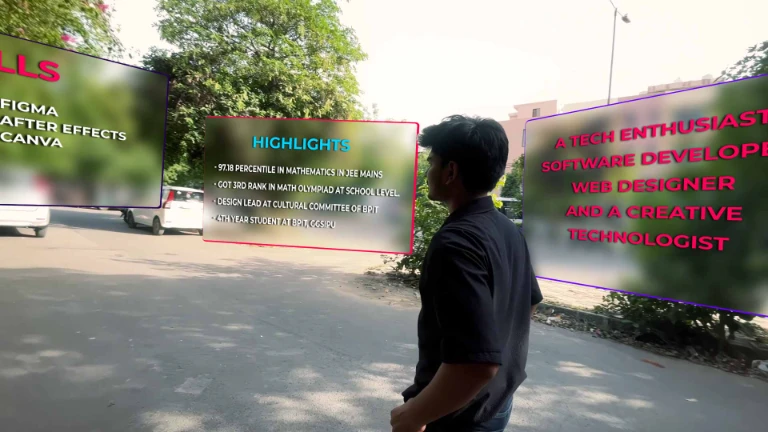 LLS
FIGMA
AFTER EFFECTS
CANVA
HIGHLIGHTS
• 97.18 PERCENTILE IN MATHEMATICS IN JEE MAINS
• GOT 3RD RANK IN MATH OLYMPIAD AT SCHOOL LEVEL.
• DESIGN LEAD AT CULTURAL COMMITTEE OF BPIT
• 4TH YEAR STUDENT AT BPIT, GGSIPU
A TECH ENTHUSIAST
SOFTWARE DEVELOPE
WEB DESIGNER
AND A CREATIVE
TECHNOLOGIST